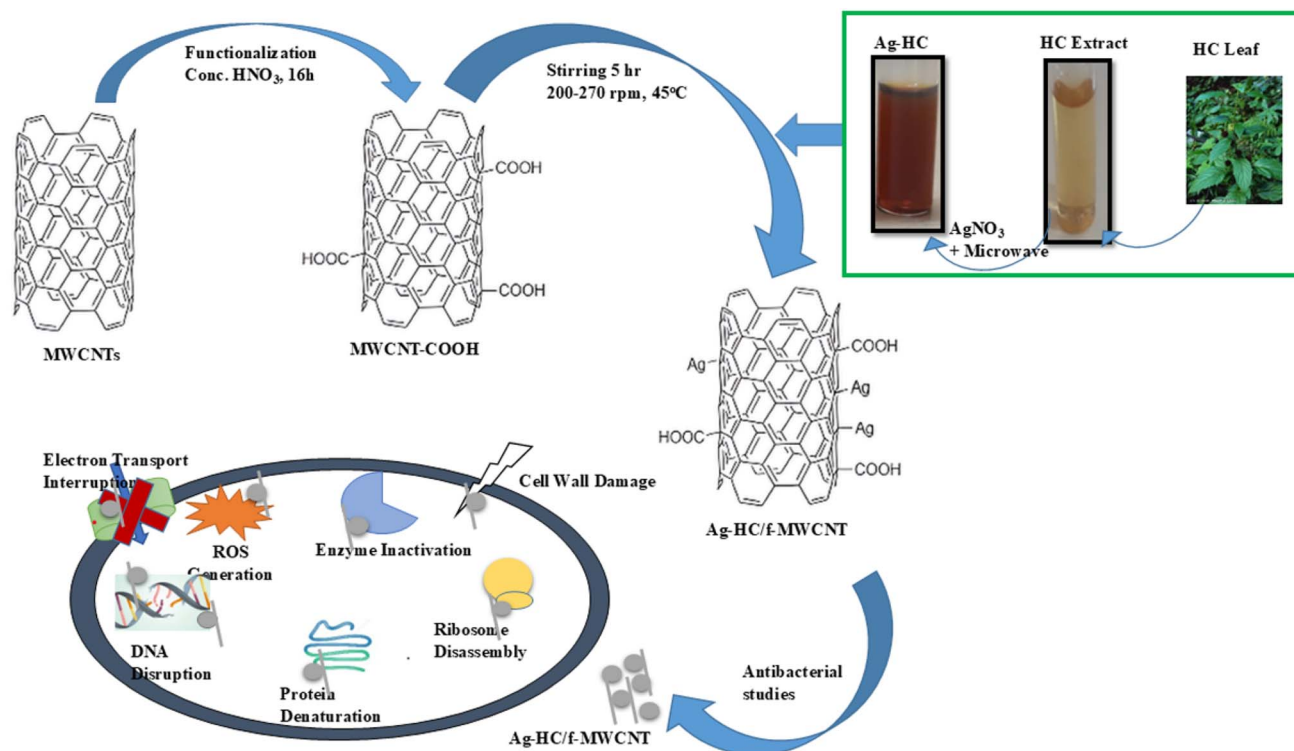 Functionalization
Conc. HNO₃, 16h
MWCNTs
COOH
HOOC
COOH
MWCNT-COOH
Stirring 5 hr
200-270 rpm, 45°C
Ag-HC
HC Extract
HC Leaf
AgNO₃
+ Microwave
COOH
Ag
Ag
Ag
HOOC
COOH
Ag-HC/f-MWCNT
Electron Transport
Interruption
ROS
Generation
Enzyme Inactivation
Cell Wall Damage
DNA
Disruption
Protein
Denaturation
Ribosome
Disassembly
Ag-HC/f-MWCNT
Antibacterial
studies